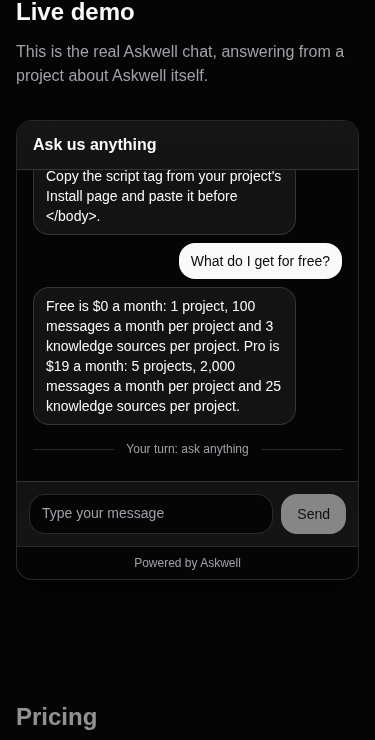 Live demo
This is the real Askwell chat, answering from a
project about Askwell itself.
Ask us anything
Copy the script tag from your project's
Install page and paste it before
</body>.
What do I get for free?
Free is $0 a month: 1 project, 100
messages a month per project and 3
knowledge sources per project. Pro is
$19 a month: 5 projects, 2,000
messages a month per project and 25
knowledge sources per project.
Your turn: ask anything
Type your message
Send
Powered by Askwell
Pricing